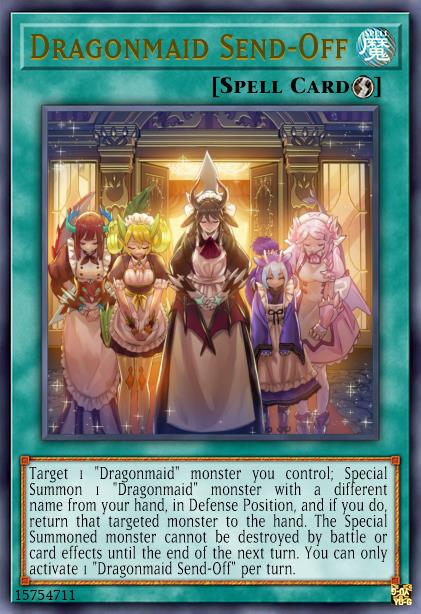 Dragonmaid Send-Off
SPELL
魔
[Spell Card]
Target 1 "Dragonmaid" monster you control; Special
Summon 1 "Dragonmaid" monster with a different
name from your hand, in Defense Position, and if you do,
return that targeted monster to the hand. The Special
Summoned monster cannot be destroyed by battle or
card effects until the end of the next turn. You can only
activate 1 "Dragonmaid Send-Off" per turn.
15754711